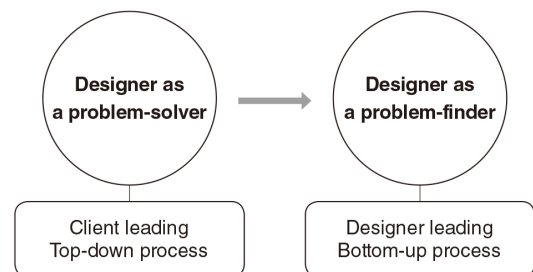 Designer as
a problem-solver
Designer as
a problem-finder
Client leading
Top-down process
Designer leading
Bottom-up process